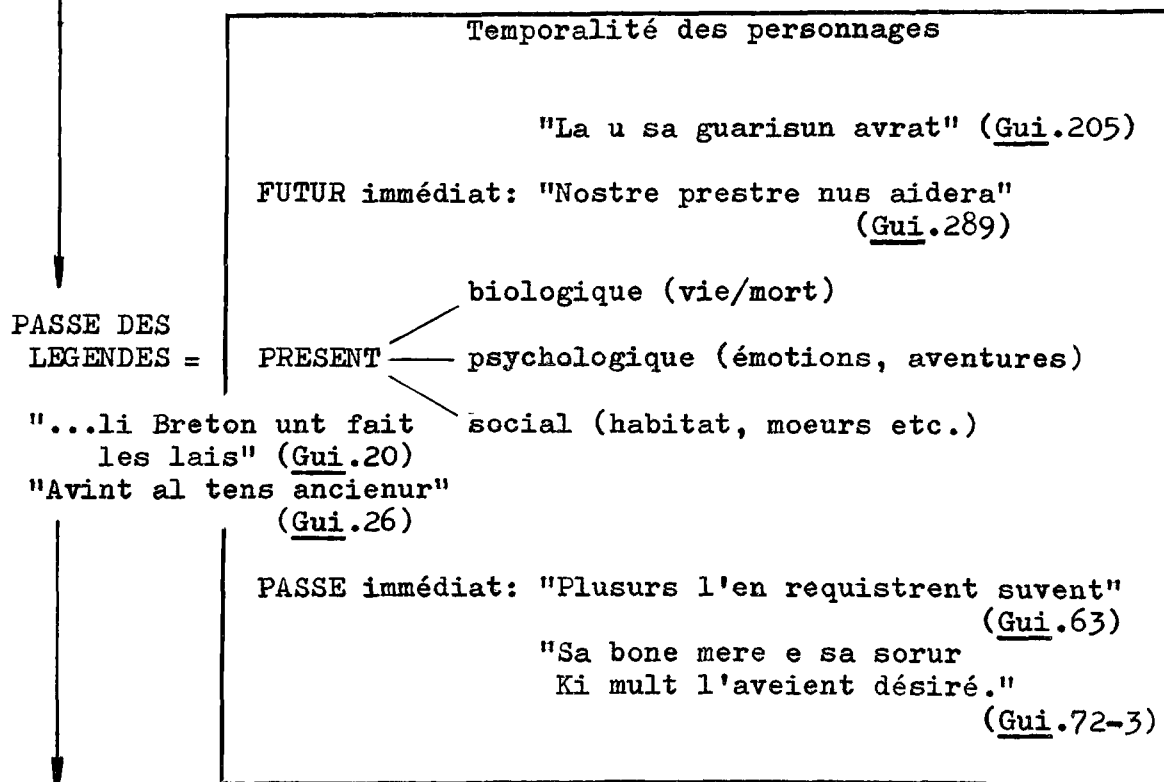 Temporalité des personnages
"La u sa guarisun avrat" (Gui.205)
FUTUR immédiat: "Nostre prestre nus aidera"
(Gui.289)
biologique (vie/mort)
PASSE DES
LEGENDES = PRESENT psychologique (émotions, aventures)
"...li Breton unt fait social (habitat, moeurs etc.)
les lais" (Gui.20)
"Avint al tens ancienur"
(Gui.26)
PASSE immédiat: "Plusurs l'en requistrent suvent"
(Gui.63)
"Sa bone mere e sa sorur
Ki mult l'aveient désiré."
(Gui.72-3)